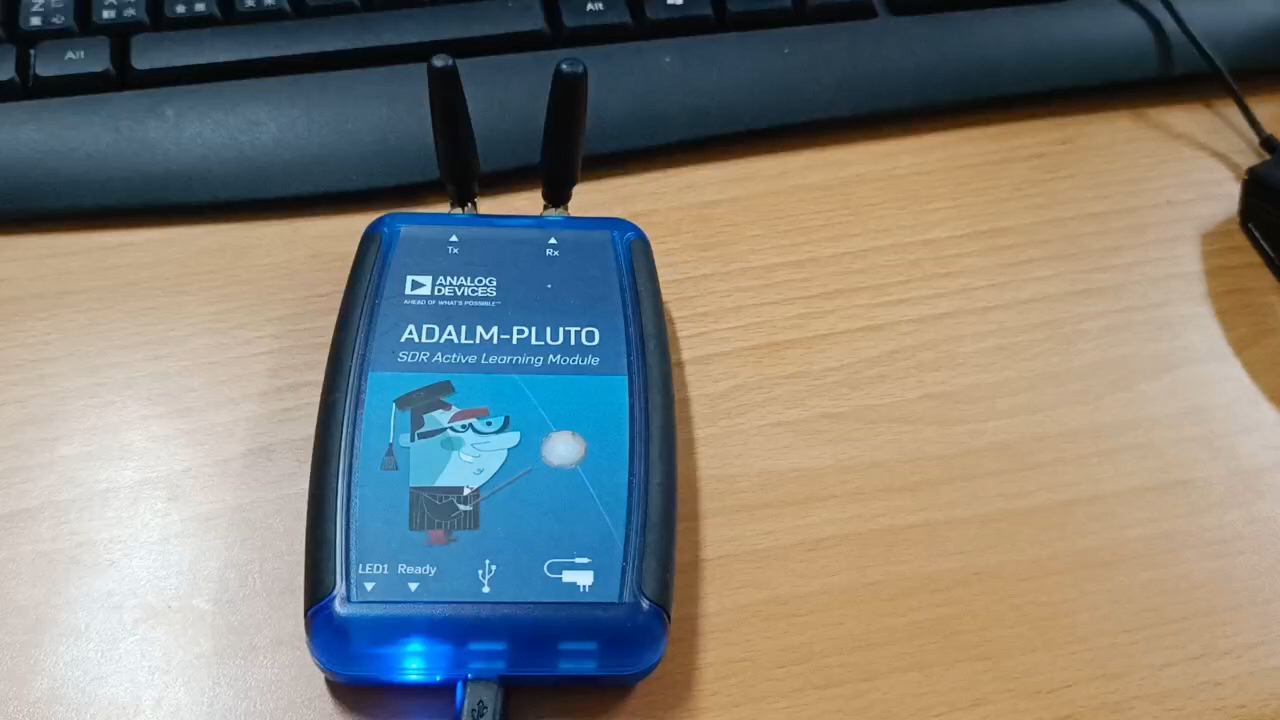 Alt
Alt
Tx
Rx
ANALOG
DEVICES
AHEAD OF WHAT'S POSSIBLE™
ADALM-PLUTO
SDR Active Learning Module
LED1
Ready